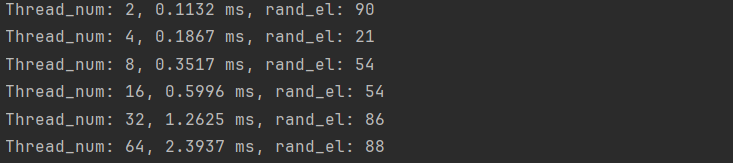 Thread_num: 2, 0.1132 ms, rand_el: 90
Thread_num: 4, 0.1867 ms, rand_el: 21
Thread_num: 8, 0.3517 ms, rand_el: 54
Thread_num: 16, 0.5996 ms, rand_el: 54
Thread_num: 32, 1.2625 ms, rand_el: 86
Thread_num: 64, 2.3937 ms, rand_el: 88